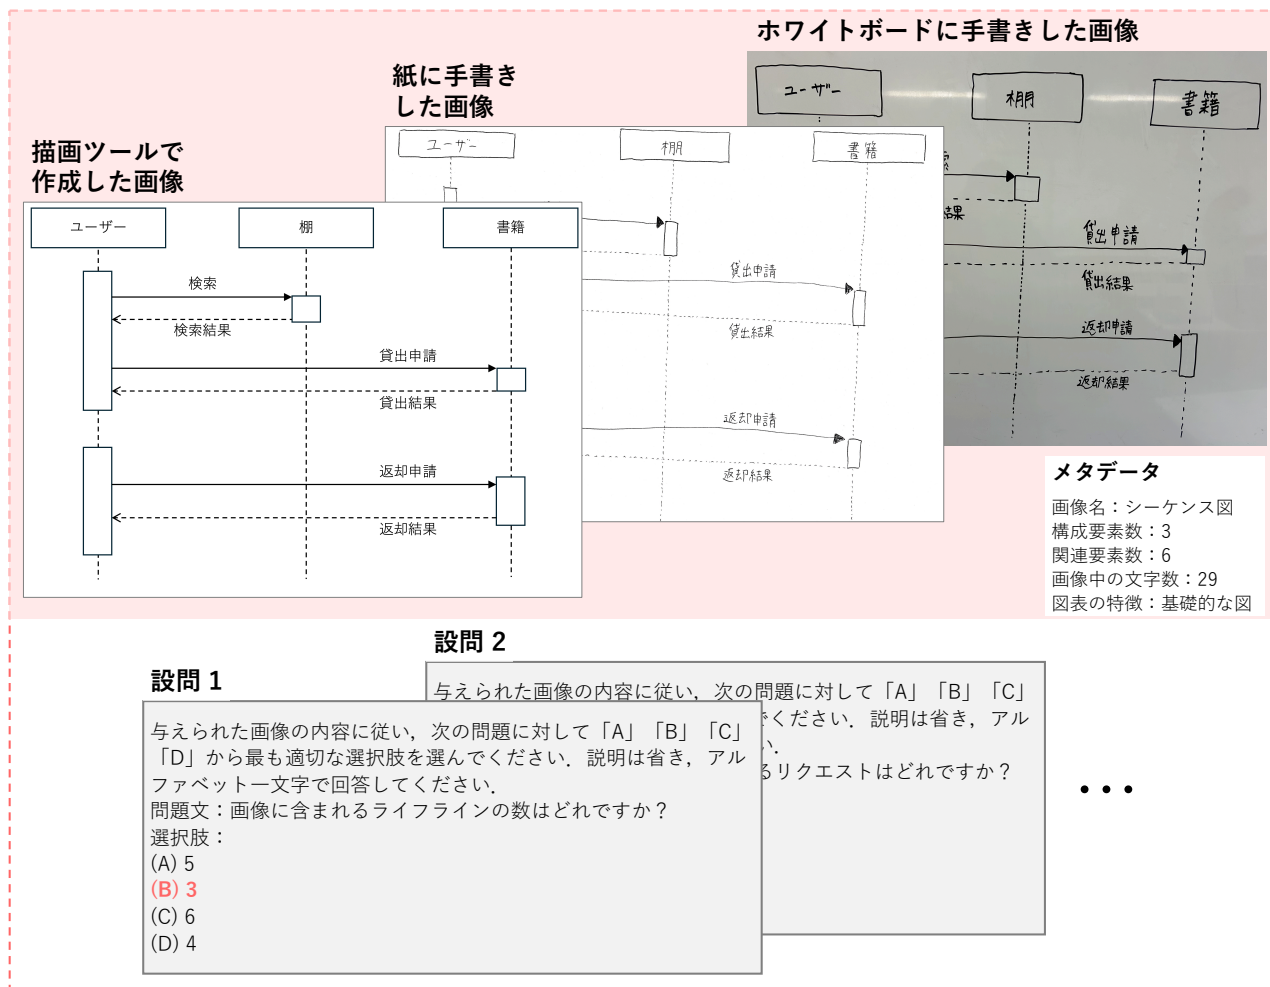 ホワイトボードに手書きした画像
ユーザー
棚
書籍
貸出申請
貸出結果
返却申請
返却結果
紙に手書き
した画像
ユーザー
棚
書籍
貸出申請
貸出結果
返却申請
返却結果
描画ツールで
作成した画像
ユーザー
棚
書籍
検索
検索結果
貸出申請
貸出結果
返却申請
返却結果
メタデータ
画像名：シーケンス図
構成要素数：3
関連要素数：6
画像中の文字数：29
図表の特徴：基礎的な図
設問 2
与えられた画像の内容に従い，次の問題に対して「A」「B」「C」
ください．説明は省き，アル
るリクエストはどれですか？
設問 1
与えられた画像の内容に従い，次の問題に対して「A」「B」「C」
「D」から最も適切な選択肢を選んでください．説明は省き，アル
ファベット一文字で回答してください．
問題文：画像に含まれるライフラインの数はどれですか？
選択肢：
(A) 5
(B) 3
(C) 6
(D) 4
• • •